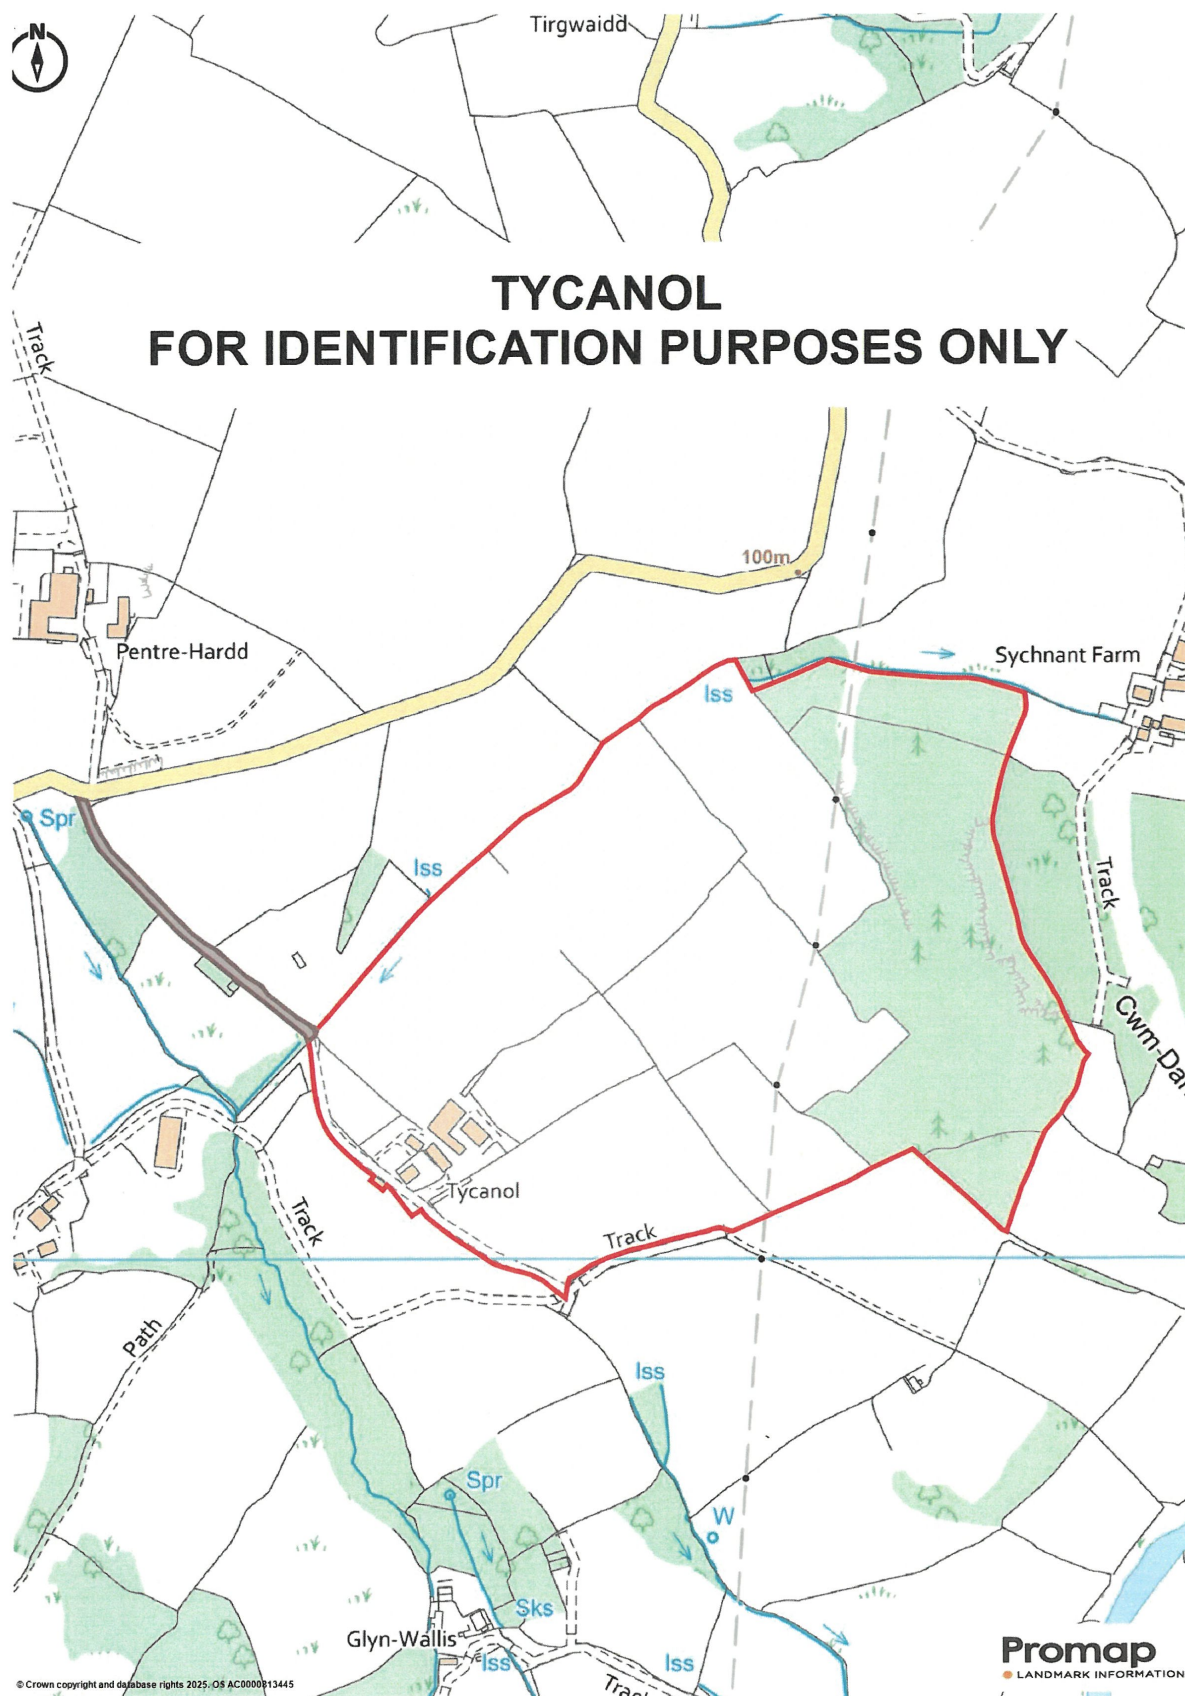 N
Tirgwaidd
TYCANOL
FOR IDENTIFICATION PURPOSES ONLY
Track
100m
Pentre-Hardd
Sychnant Farm
Iss
Spr
Iss
Track
Cwm-Dar
Tycanol
Track
Track
Path
Iss
Spr
W
Sks
Glyn-Wallis
Iss
Iss
Track
Promap
LANDMARK INFORMATION
© Crown copyright and database rights 2025. OS AC0000813445